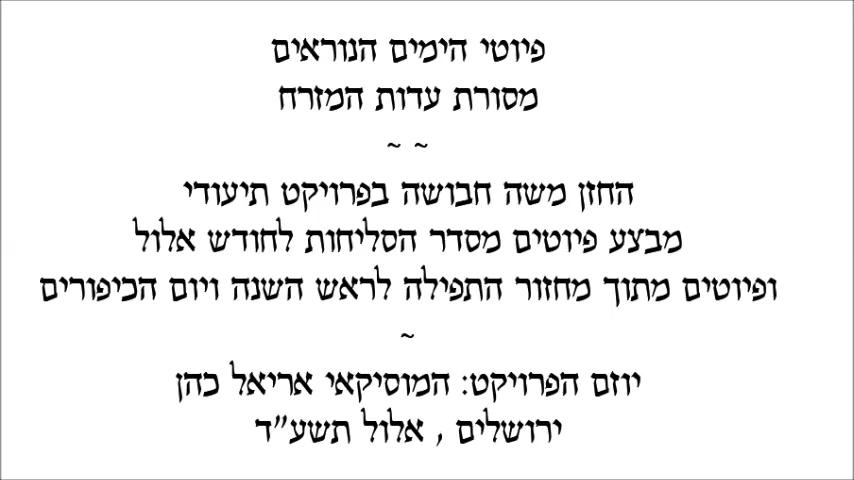 פיוטי הימים הנוראים
מסורת עדות המזרח
~ ~
החזן משה חבושה בפרויקט תיעודי
מבצע פיוטים מסדר הסליחות לחודש אלול
ופיוטים מתוך מחזור התפילה לראש השנה ויום הכיפורים
~
יוזם הפרויקט: המוסיקאי אריאל כהן
ירושלים , אלול תשע"ד